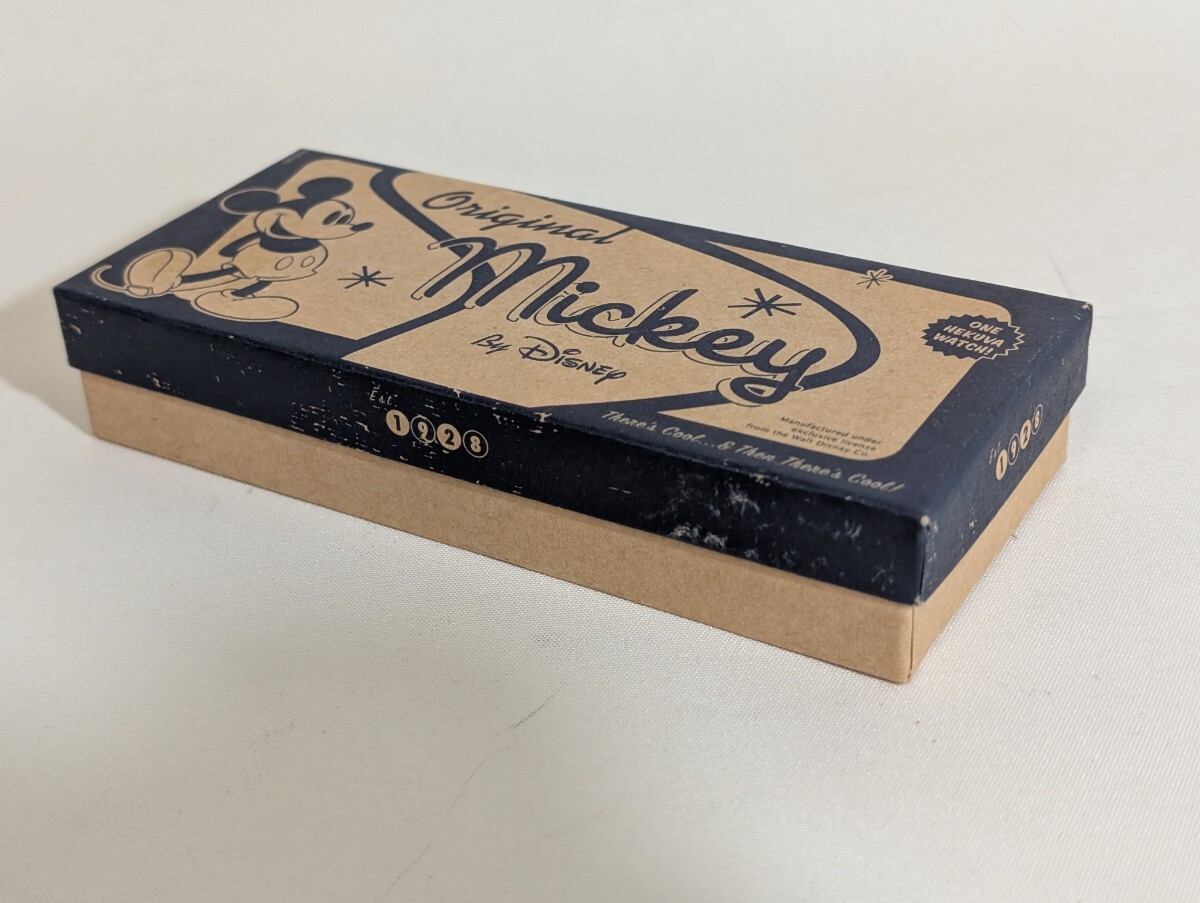 Original
Mickey
By Disney
ONE
HEKUVA
WATCH!
Manufactured under
exclusive license
from the Walt Disney Co.
There's Cool... & Then There's Cool!
Est.
1928
Est.
1928